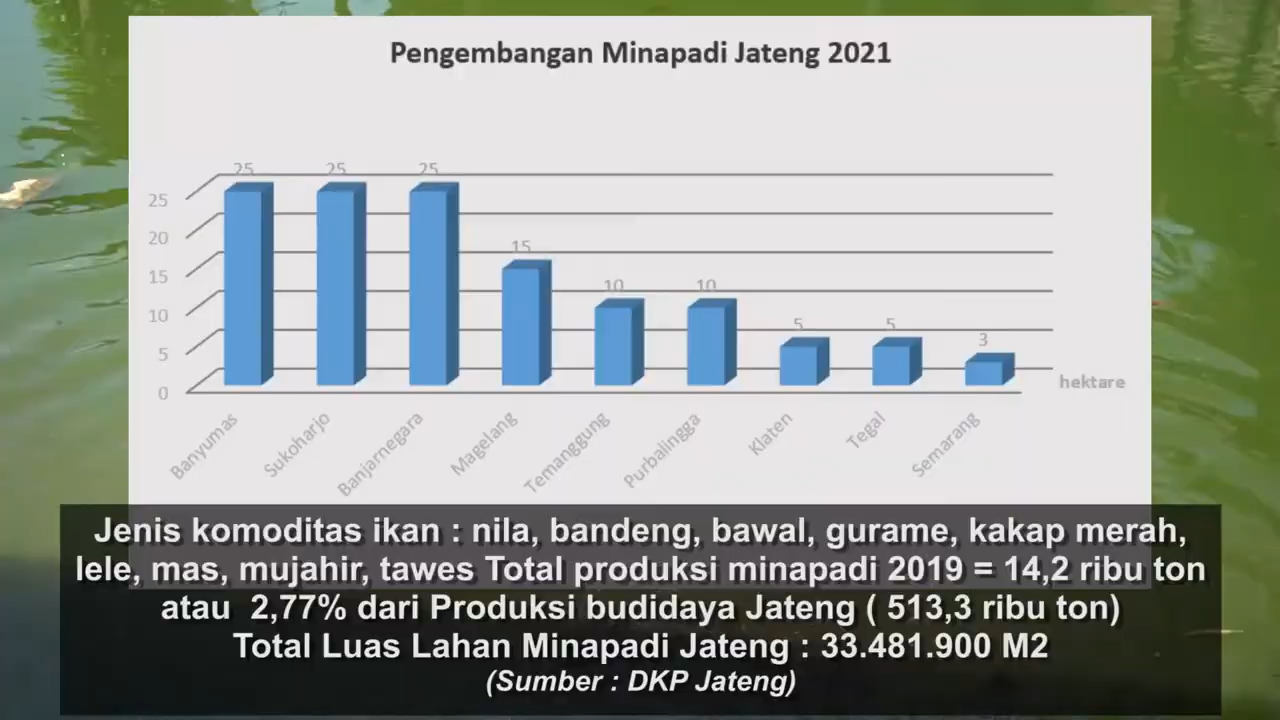 Pengembangan Minapadi Jateng 2021
25 25 25 15 10 10 5 5 3
25
20
15
10
5
0
hektare
Banyumas Sukoharjo Banjarnegara Magelang Temanggung Purbalingga Klaten Tegal Semarang
Jenis komoditas ikan : nila, bandeng, bawal, gurame, kakap merah,
lele, mas, mujahir, tawes Total produksi minapadi 2019 = 14,2 ribu ton
atau 2,77% dari Produksi budidaya Jateng ( 513,3 ribu ton)
Total Luas Lahan Minapadi Jateng : 33.481.900 M2
(Sumber : DKP Jateng)